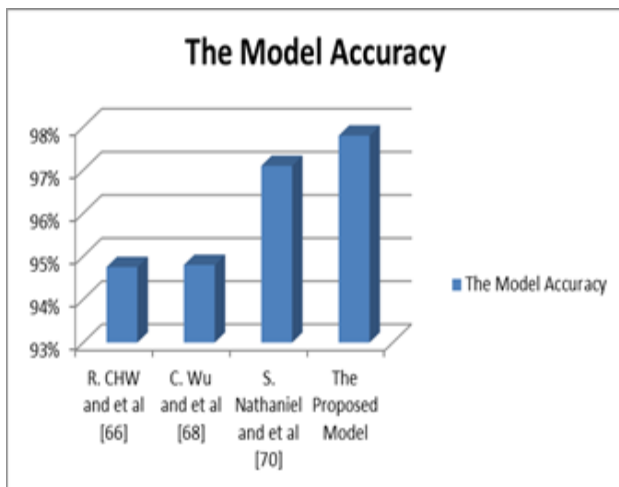 The Model Accuracy
98%
97%
96%
95%
94%
93%
R. CHW
and et al
[66]
C. Wu
and et al
[68]
S.
Nathaniel
and et al
[70]
The
Proposed
Model
The Model Accuracy